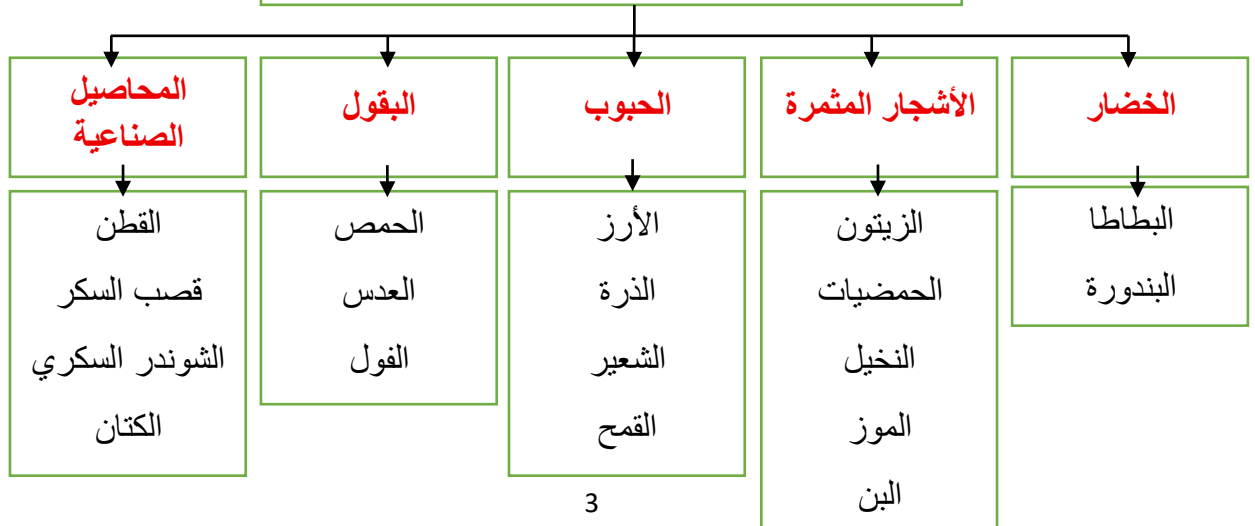 الخضار
الأشجار المثمرة
الحبوب
البقول
المحاصيل
الصناعية
البطاطا
البندورة
الزيتون
الحمضيات
النخيل
الموز
البن
الأرز
الذرة
الشعير
القمح
الحمص
العدس
الفول
القطن
قصب السكر
الشوندر السكري
الكتان
3